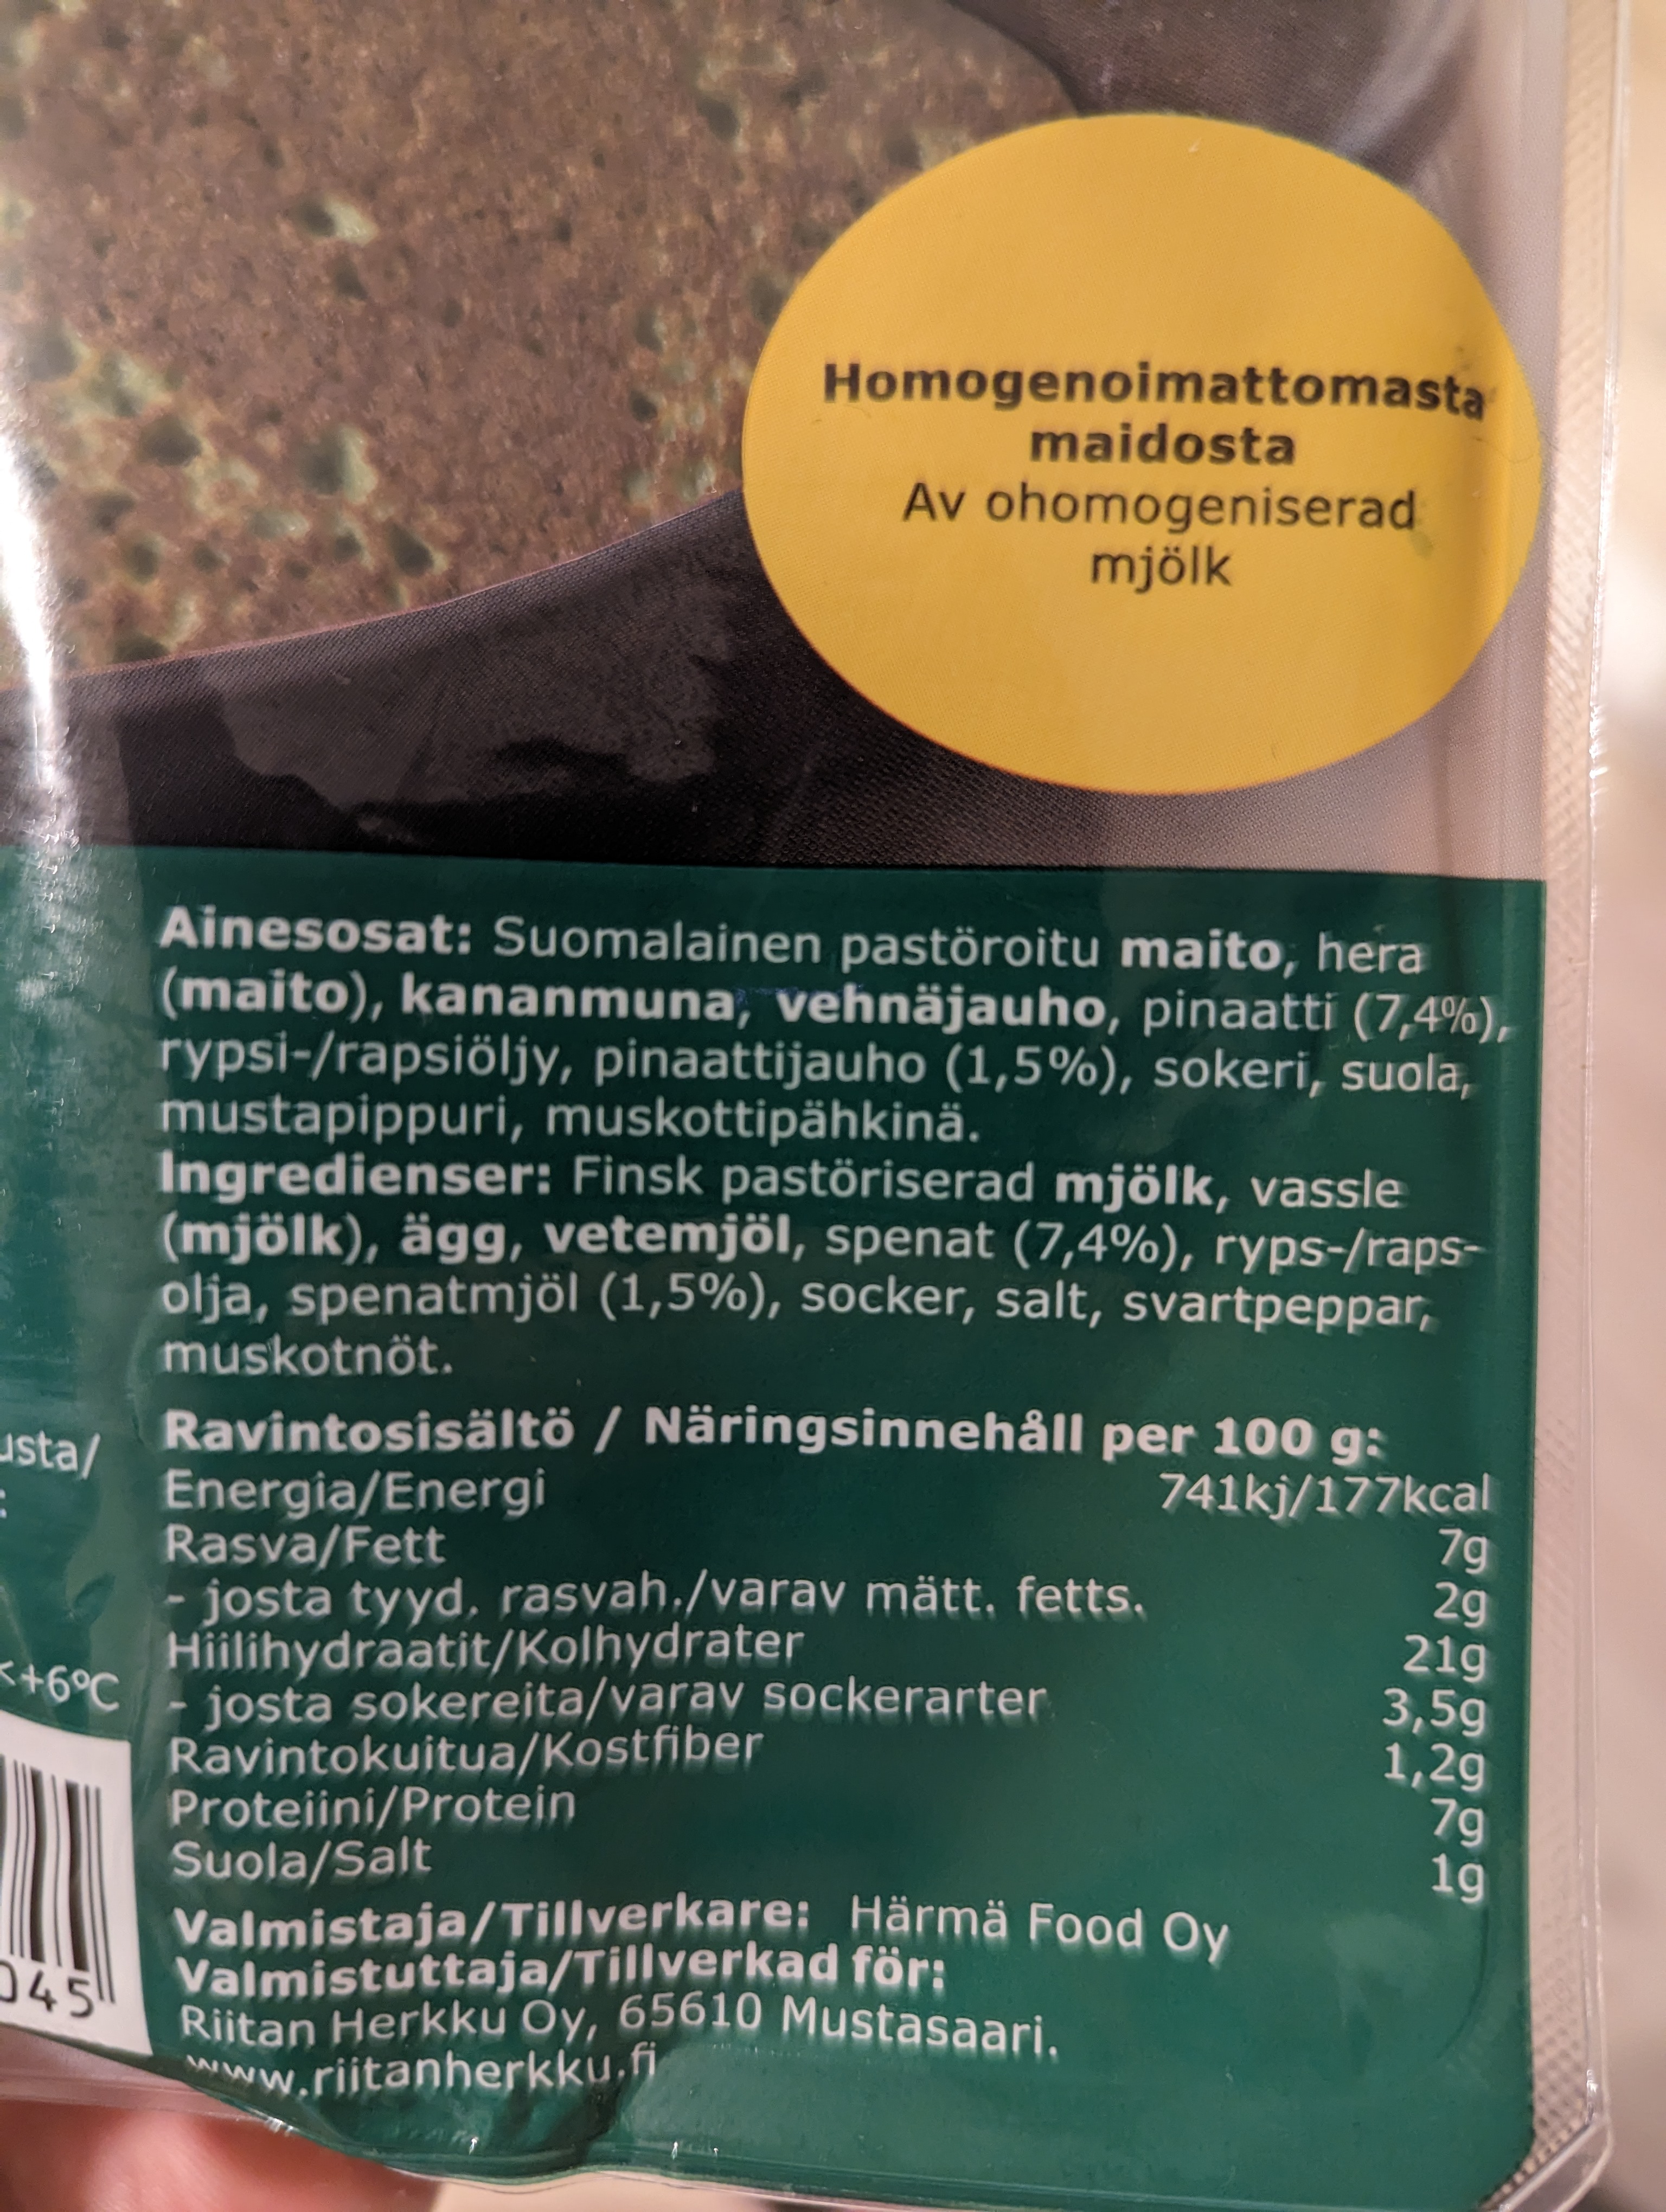 Homogenoimattomasta
maidosta
Av ohomogeniserad
mjölk
Ainesosat: Suomalainen pastöroitu maito, hera
(maito), kananmuna, vehnäjauho, pinaatti (7,4%),
rypsi-/rapsiöljy, pinaattijauho (1,5%), sokeri, suola,
mustapippuri, muskottipähkinä.
Ingredienser: Finsk pastöriserad mjölk, vassle
(mjölk), ägg, vetemjöl, spenat (7,4%), ryps-/raps-
olja, spenatmjöl (1,5%), socker, salt, svartpeppar,
muskotnöt.
Ravintosisältö / Näringsinnehåll per 100 g:
Energia/Energi 741kj/177kcal
Rasva/Fett 7g
- josta tyyd. rasvah./varav mätt. fetts. 2g
Hiilihydraatit/Kolhydrater 21g
- josta sokereita/varav sockerarter 3,5g
Ravintokuitua/Kostfiber 1,2g
Proteiini/Protein 7g
Suola/Salt 1g
Valmistaja/Tillverkare: Härmä Food Oy
Valmistuttaja/Tillverkad för:
Riitan Herkku Oy, 65610 Mustasaari.
www.riitanherkku.fi
usta/
:
<+6°C
045